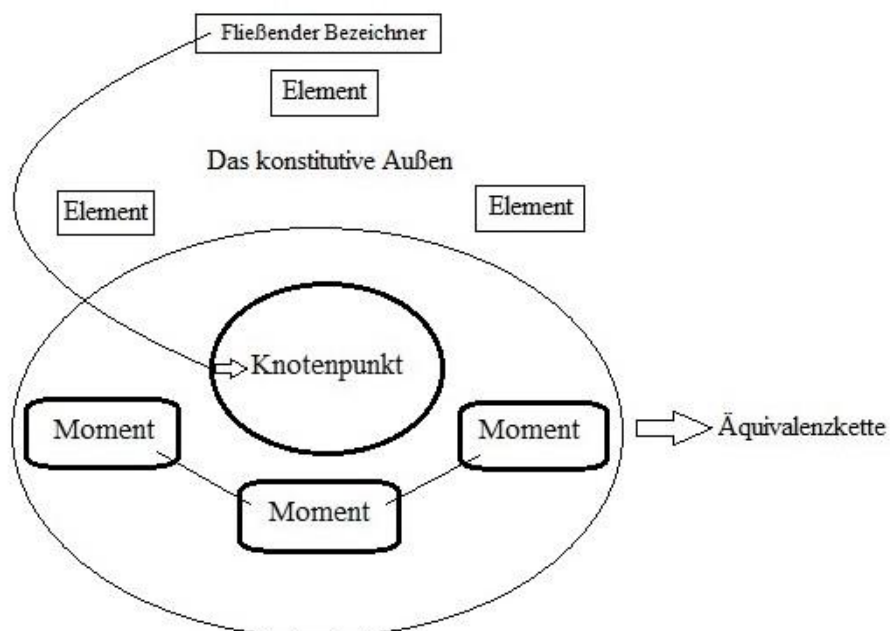 Fließender Bezeichner
Element
Das konstitutive Außen
Element
Element
Knotenpunkt
Moment
Moment
Äquivalenzkette
Moment